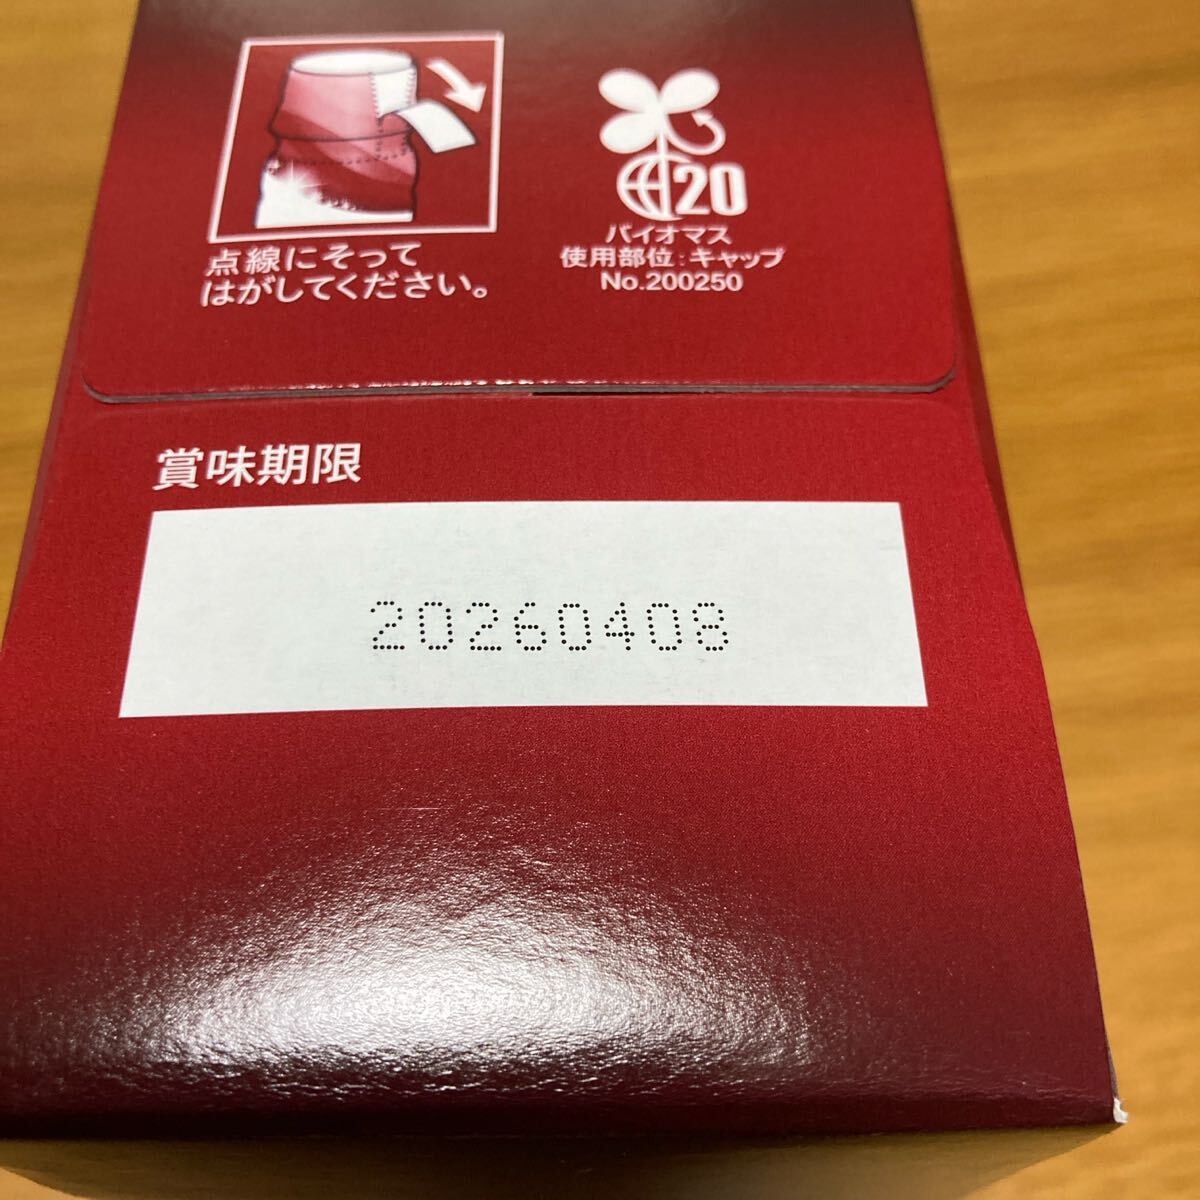 点線にそって
はがしてください。
20
バイオマス
使用部位:キャップ
No.200250
賞味期限
20260408